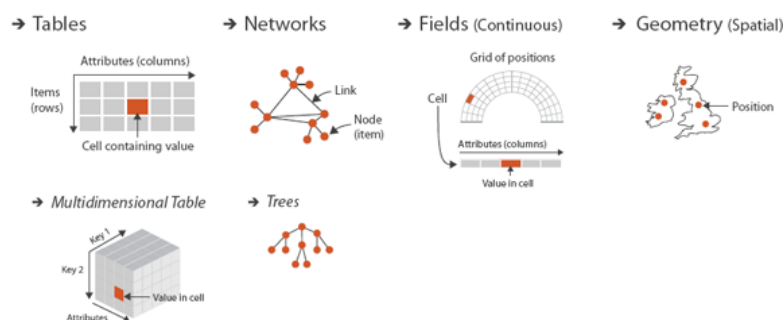 → Tables
Attributes (columns)
Items
(rows)
Cell containing value
→ Networks
Link
Node
(item)
→ Fields (Continuous)
Grid of positions
Cell
Attributes (columns)
Value in cell
→ Geometry (Spatial)
Position
→ Multidimensional Table
Key 1
Key 2
Value in cell
Attributes
→ Trees